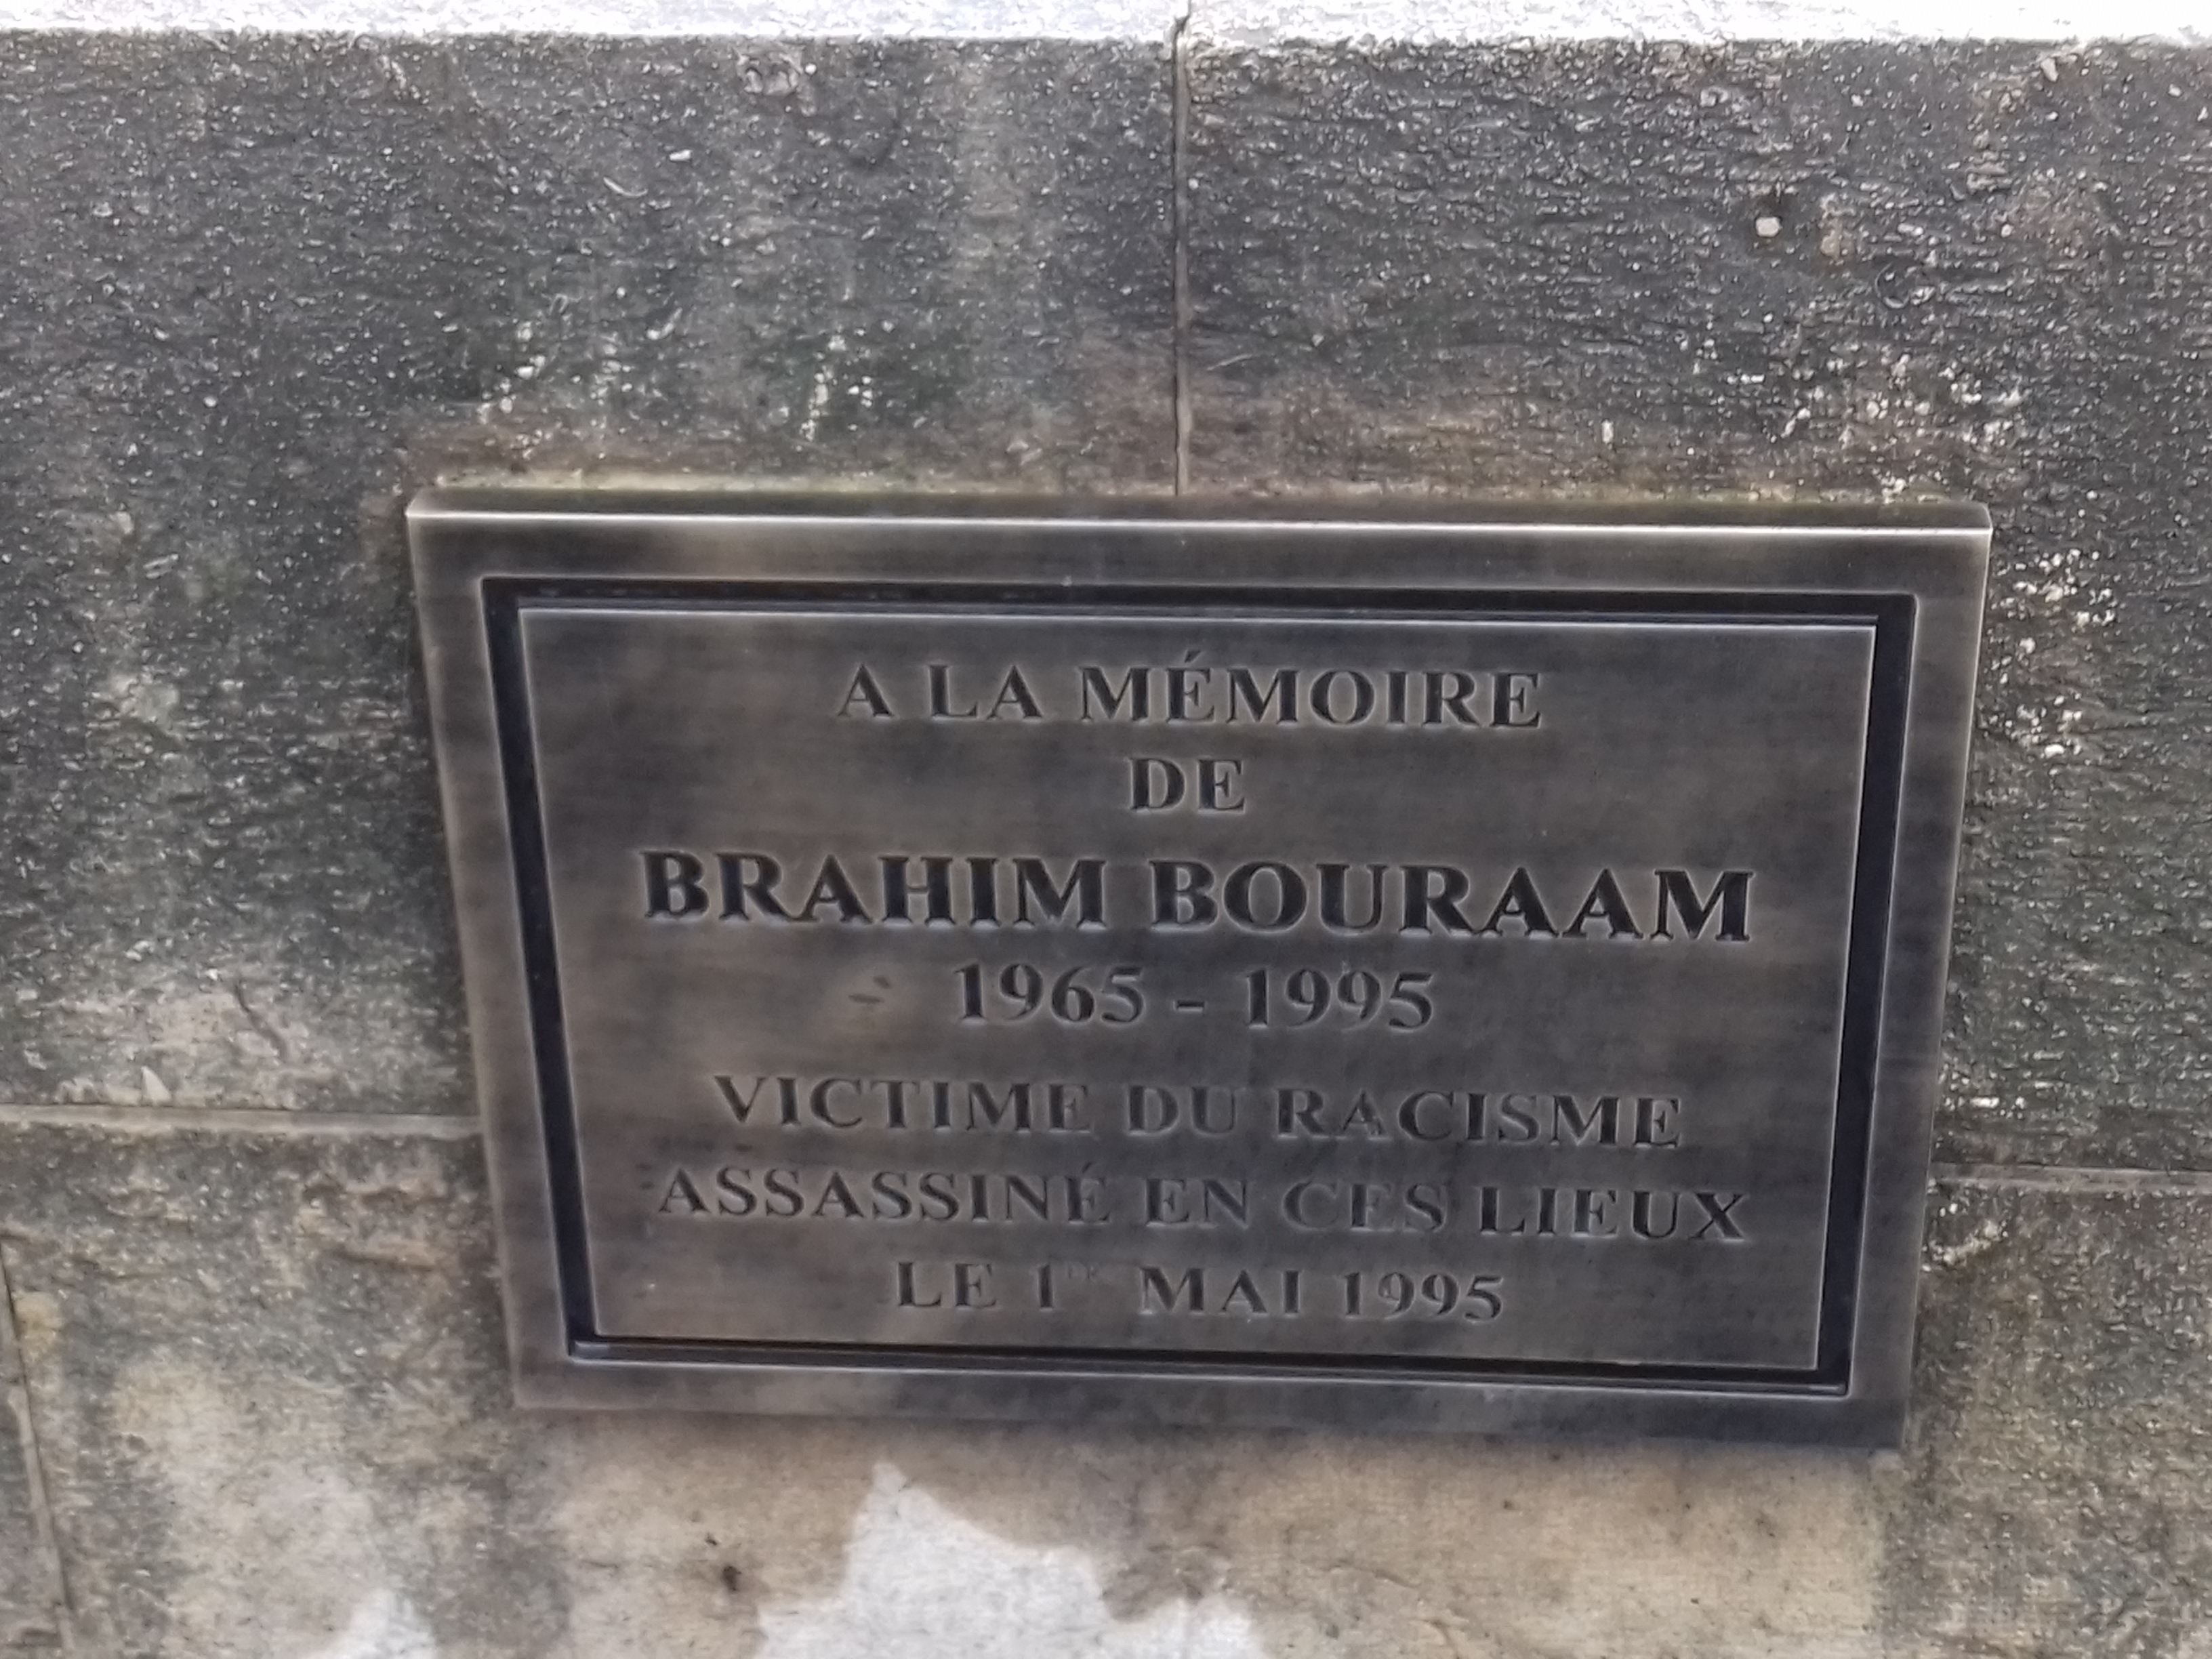 A LA MÉMOIRE
DE
BRAHIM BOURAAM
1965 - 1995
VICTIME DU RACISME
ASSASSINÉ EN CES LIEUX
LE 1ER MAI 1995